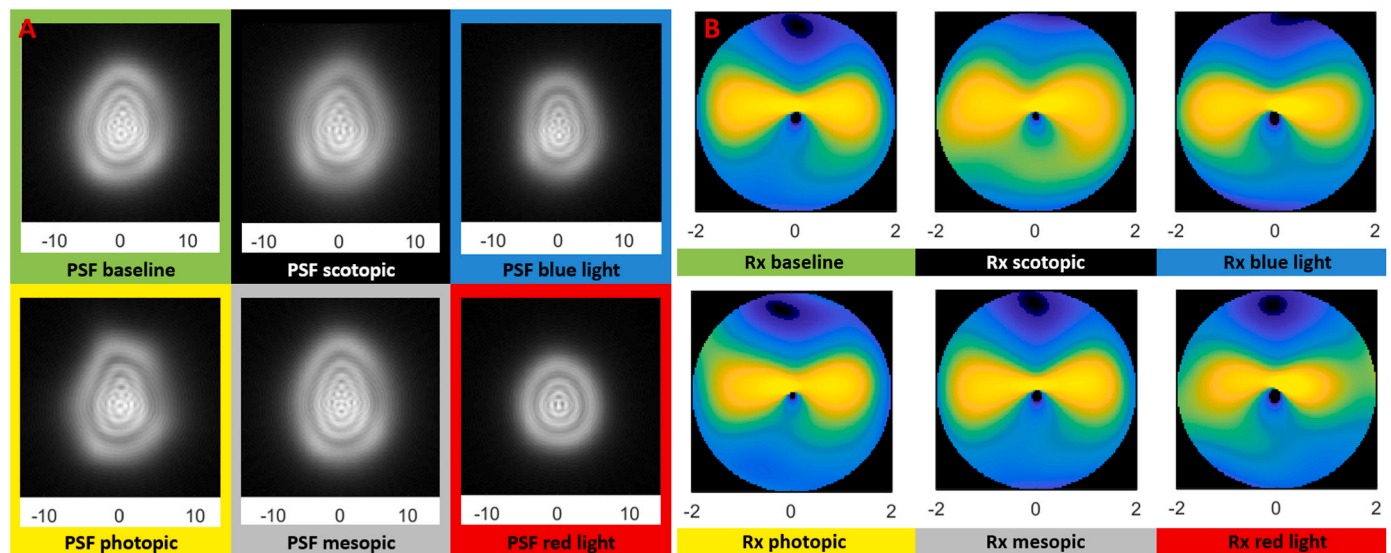 A
B
-10 0 10
-10 0 10
-10 0 10
-2 0 2
-2 0 2
-2 0 2
PSF baseline
PSF scotopic
PSF blue light
Rx baseline
Rx scotopic
Rx blue light
-10 0 10
-10 0 10
-10 0 10
-2 0 2
-2 0 2
-2 0 2
PSF photopic
PSF mesopic
PSF red light
Rx photopic
Rx mesopic
Rx red light